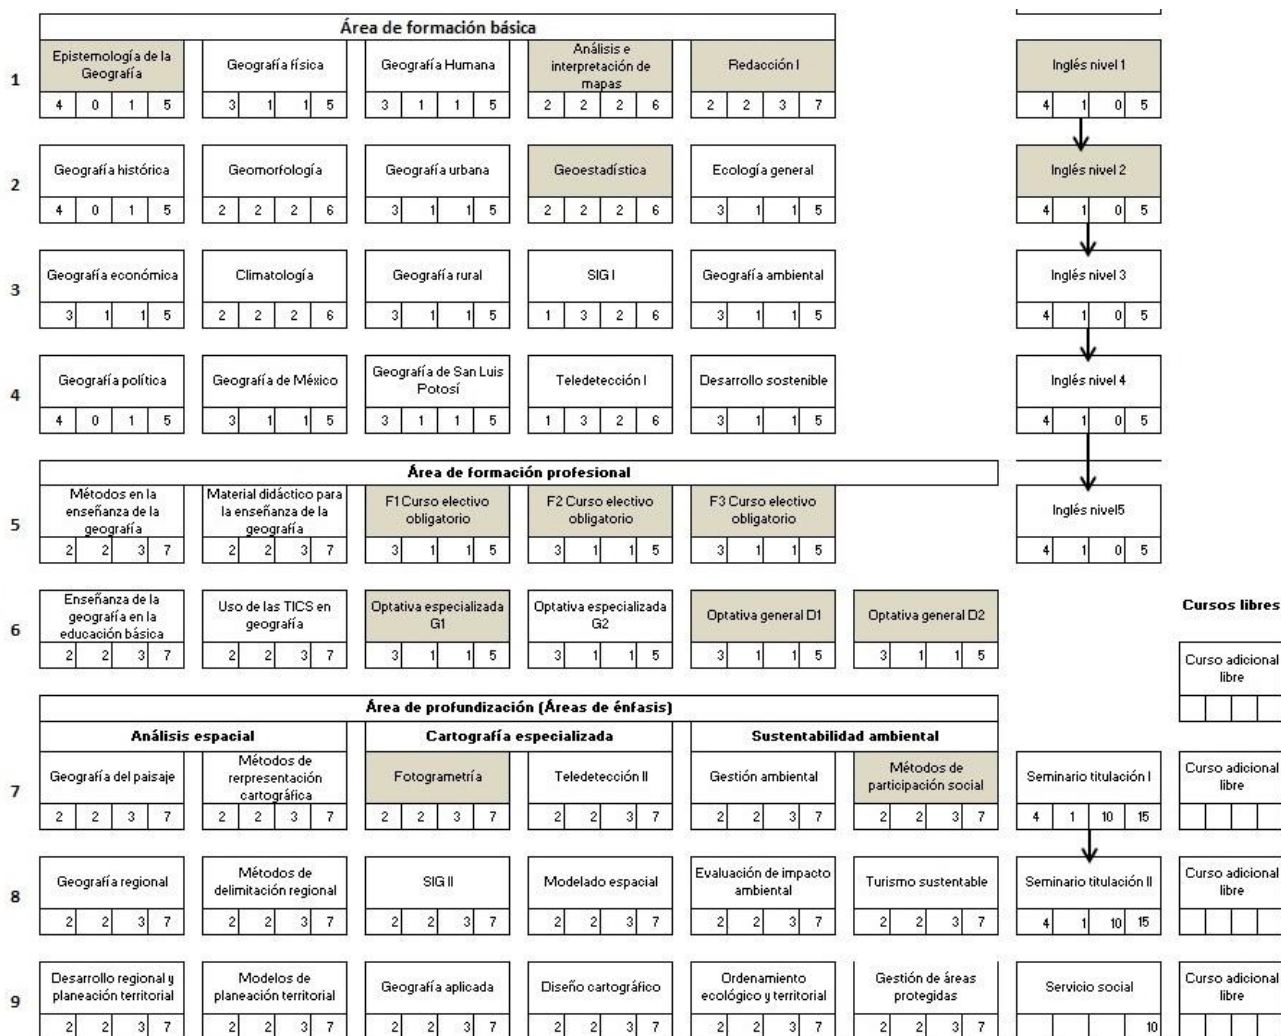 Área de formación básica
1
Epistemología de la
Geografía
4 0 1 5
Geografía física
3 1 1 5
Geografía Humana
3 1 1 5
Análisis e
interpretación de
mapas
2 2 2 6
Redacción I
2 2 3 7
Inglés nivel 1
4 1 0 5
2
Geografía histórica
4 0 1 5
Geomorfología
2 2 2 6
Geografía urbana
3 1 1 5
Geoestadística
2 2 2 6
Ecología general
3 1 1 5
Inglés nivel 2
4 1 0 5
3
Geografía económica
3 1 1 5
Climatología
2 2 2 6
Geografía rural
3 1 1 5
SIG I
1 3 2 6
Geografía ambiental
3 1 1 5
Inglés nivel 3
4 1 0 5
4
Geografía política
4 0 1 5
Geografía de México
3 1 1 5
Geografía de San Luis
Potosí
3 1 1 5
Teledetección I
1 3 2 6
Desarrollo sostenible
3 1 1 5
Inglés nivel 4
4 1 0 5
Área de formación profesional
5
Métodos en la
enseñanza de la
geografía
2 2 3 7
Material didáctico para
la enseñanza de la
geografía
2 2 3 7
F1 Curso electivo
obligatorio
3 1 1 5
F2 Curso electivo
obligatorio
3 1 1 5
F3 Curso electivo
obligatorio
3 1 1 5
Inglés nivel5
4 1 0 5
6
Enseñanza de la
geografía en la
educación básica
2 2 3 7
Uso de las TICS en
geografía
2 2 3 7
Optativa especializada
G1
3 1 1 5
Optativa especializada
G2
3 1 1 5
Optativa general D1
3 1 1 5
Optativa general D2
3 1 1 5
Cursos libres
Curso adicional
libre
Área de profundización (Áreas de énfasis)
Análisis espacial
Cartografía especializada
Sustentabilidad ambiental
7
Geografía del paisaje
2 2 3 7
Métodos de
rerpresentación
cartográfica
2 2 3 7
Fotogrametría
2 2 3 7
Teledetección II
2 2 3 7
Gestión ambiental
2 2 3 7
Métodos de
participación social
2 2 3 7
Seminario titulación I
4 1 10 15
Curso adicional
libre
8
Geografía regional
2 2 3 7
Métodos de
delimitación regional
2 2 3 7
SIG II
2 2 3 7
Modelado espacial
2 2 3 7
Evaluación de impacto
ambiental
2 2 3 7
Turismo sustentable
2 2 3 7
Seminario titulación II
4 1 10 15
Curso adicional
libre
9
Desarrollo regional y
planeación territorial
2 2 3 7
Modelos de
planeación territorial
2 2 3 7
Geografía aplicada
2 2 3 7
Diseño cartográfico
2 2 3 7
Ordenamiento
ecológico y territorial
2 2 3 7
Gestión de áreas
protegidas
2 2 3 7
Servicio social
10
Curso adicional
libre